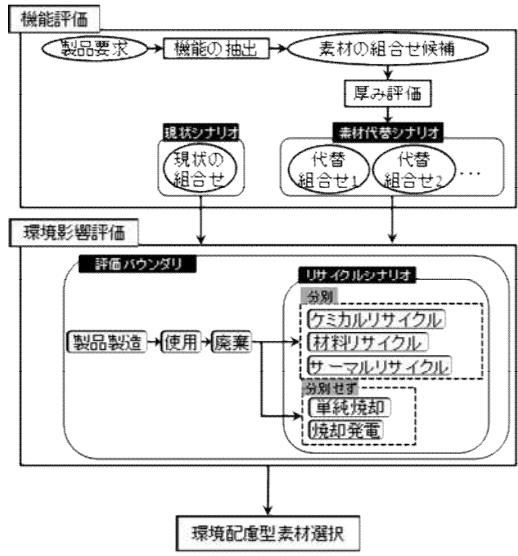 機能評価
製品要求
機能の抽出
素材の組合せ候補
厚み評価
現状シナリオ
現状の
組合せ
素材代替シナリオ
代替
組合せ1
代替
組合せ2
…
環境影響評価
評価バウンダリ
リサイクルシナリオ
分別
ケミカルリサイクル
材料リサイクル
サーマルリサイクル
製品製造
使用
廃棄
分別せず
単純焼却
焼却発電
環境配慮型素材選択